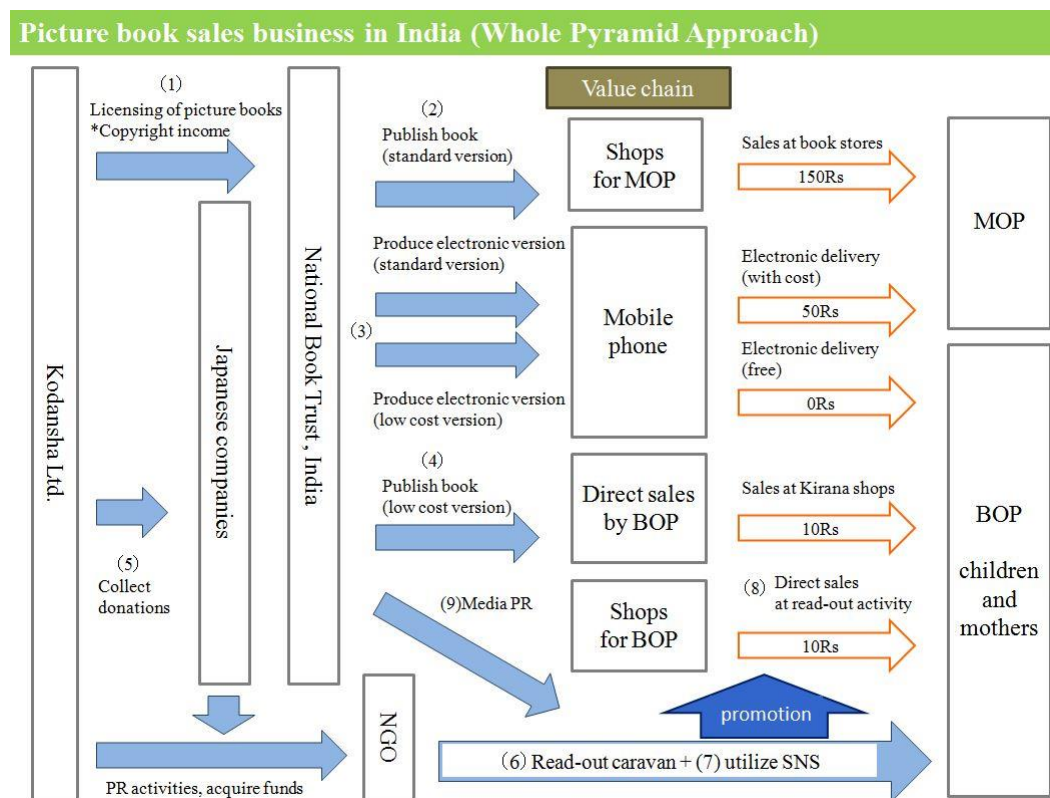 Picture book sales business in India (Whole Pyramid Approach)
Kodansha Ltd.
(1)
Licensing of picture books
*Copyright income
Japanese companies
(5)
Collect
donations
PR activities, acquire funds
National Book Trust , India
NGO
(2)
Publish book
(standard version)
Produce electronic version
(standard version)
(3)
Produce electronic version
(low cost version)
(4)
Publish book
(low cost version)
(9)Media PR
Value chain
Shops
for MOP
Mobile
phone
Direct sales
by BOP
Shops
for BOP
Sales at book stores
150Rs
Electronic delivery
(with cost)
50Rs
Electronic delivery
(free)
0Rs
Sales at Kirana shops
10Rs
(8) Direct sales
at read-out activity
10Rs
promotion
(6) Read-out caravan + (7) utilize SNS
MOP
BOP
children
and
mothers